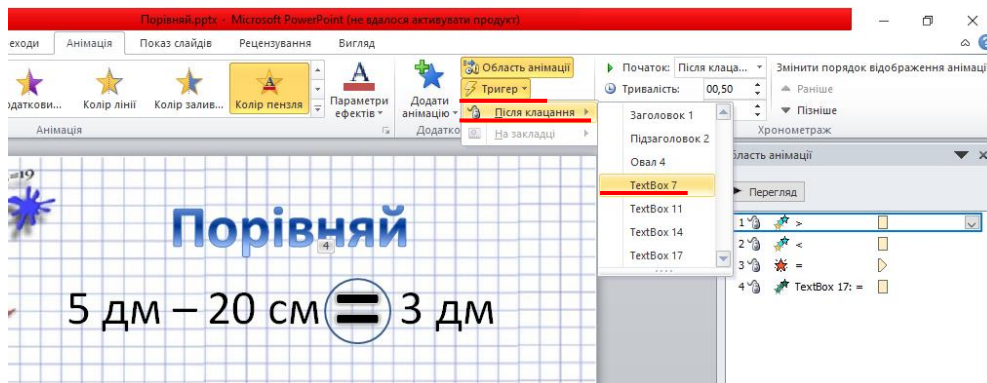 Порівняй.pptx - Microsoft PowerPoint (не вдалося активувати продукт)
еходи Анімація Показ слайдів Рецензування Вигляд
Область анімації
Тригер
Після клацання
На закладці
одаткови... Колір лінії Колір залив... Колір пензля
Параметри ефектів
Додати анімацію
Анімація
Додатко
Початок: Після клаца...
Тривалість: 00,50
Змінити порядок відображення анімаці
Раніше
Пізніше
Хронометраж
Заголовок 1
Підзаголовок 2
Овал 4
TextBox 7
TextBox 11
TextBox 14
TextBox 17
бласть анімації
Перегляд
1 >
2 <
3 =
4 TextBox 17: =
=19
Порівняй
4
5 дм – 20 см = 3 дм